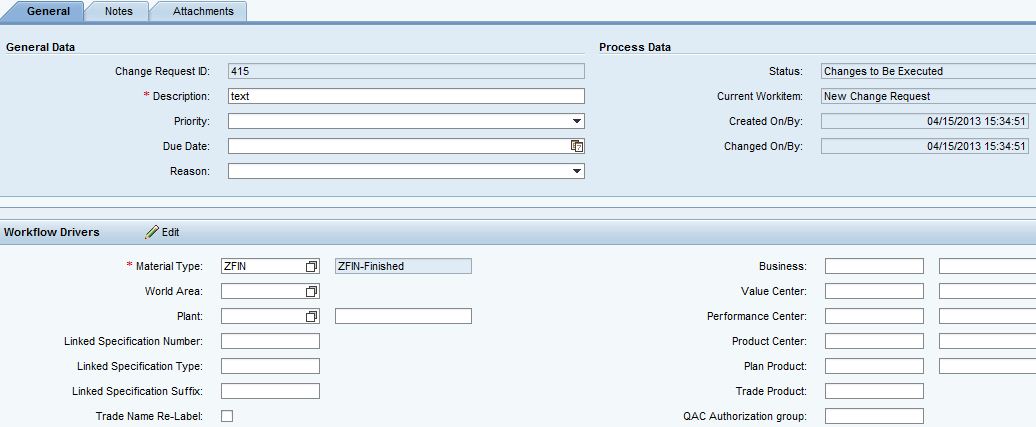 General Notes Attachments
General Data
Change Request ID: 415
* Description: text
Priority:
Due Date:
Reason:
Process Data
Status: Changes to Be Executed
Current Workitem: New Change Request
Created On/By: 04/15/2013 15:34:51
Changed On/By: 04/15/2013 15:34:51
Workflow Drivers Edit
* Material Type: ZFIN ZFIN-Finished
World Area:
Plant:
Linked Specification Number:
Linked Specification Type:
Linked Specification Suffix:
Trade Name Re-Label:
Business:
Value Center:
Performance Center:
Product Center:
Plan Product:
Trade Product:
QAC Authorization group: